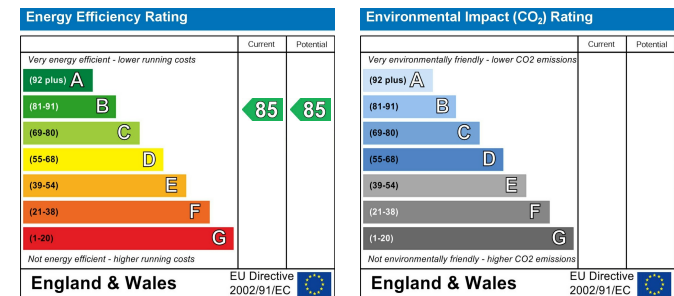 Energy Efficiency Rating
Current Potential
Very energy efficient - lower running costs
(92 plus) A
(81-91) B 85 85
(69-80) C
(55-68) D
(39-54) E
(21-38) F
(1-20) G
Not energy efficient - higher running costs
England & Wales EU Directive
2002/91/EC
Environmental Impact (CO₂) Rating
Current Potential
Very environmentally friendly - lower CO2 emissions
(92 plus) A
(81-91) B
(69-80) C
(55-68) D
(39-54) E
(21-38) F
(1-20) G
Not environmentally friendly - higher CO2 emissions
England & Wales EU Directive
2002/91/EC